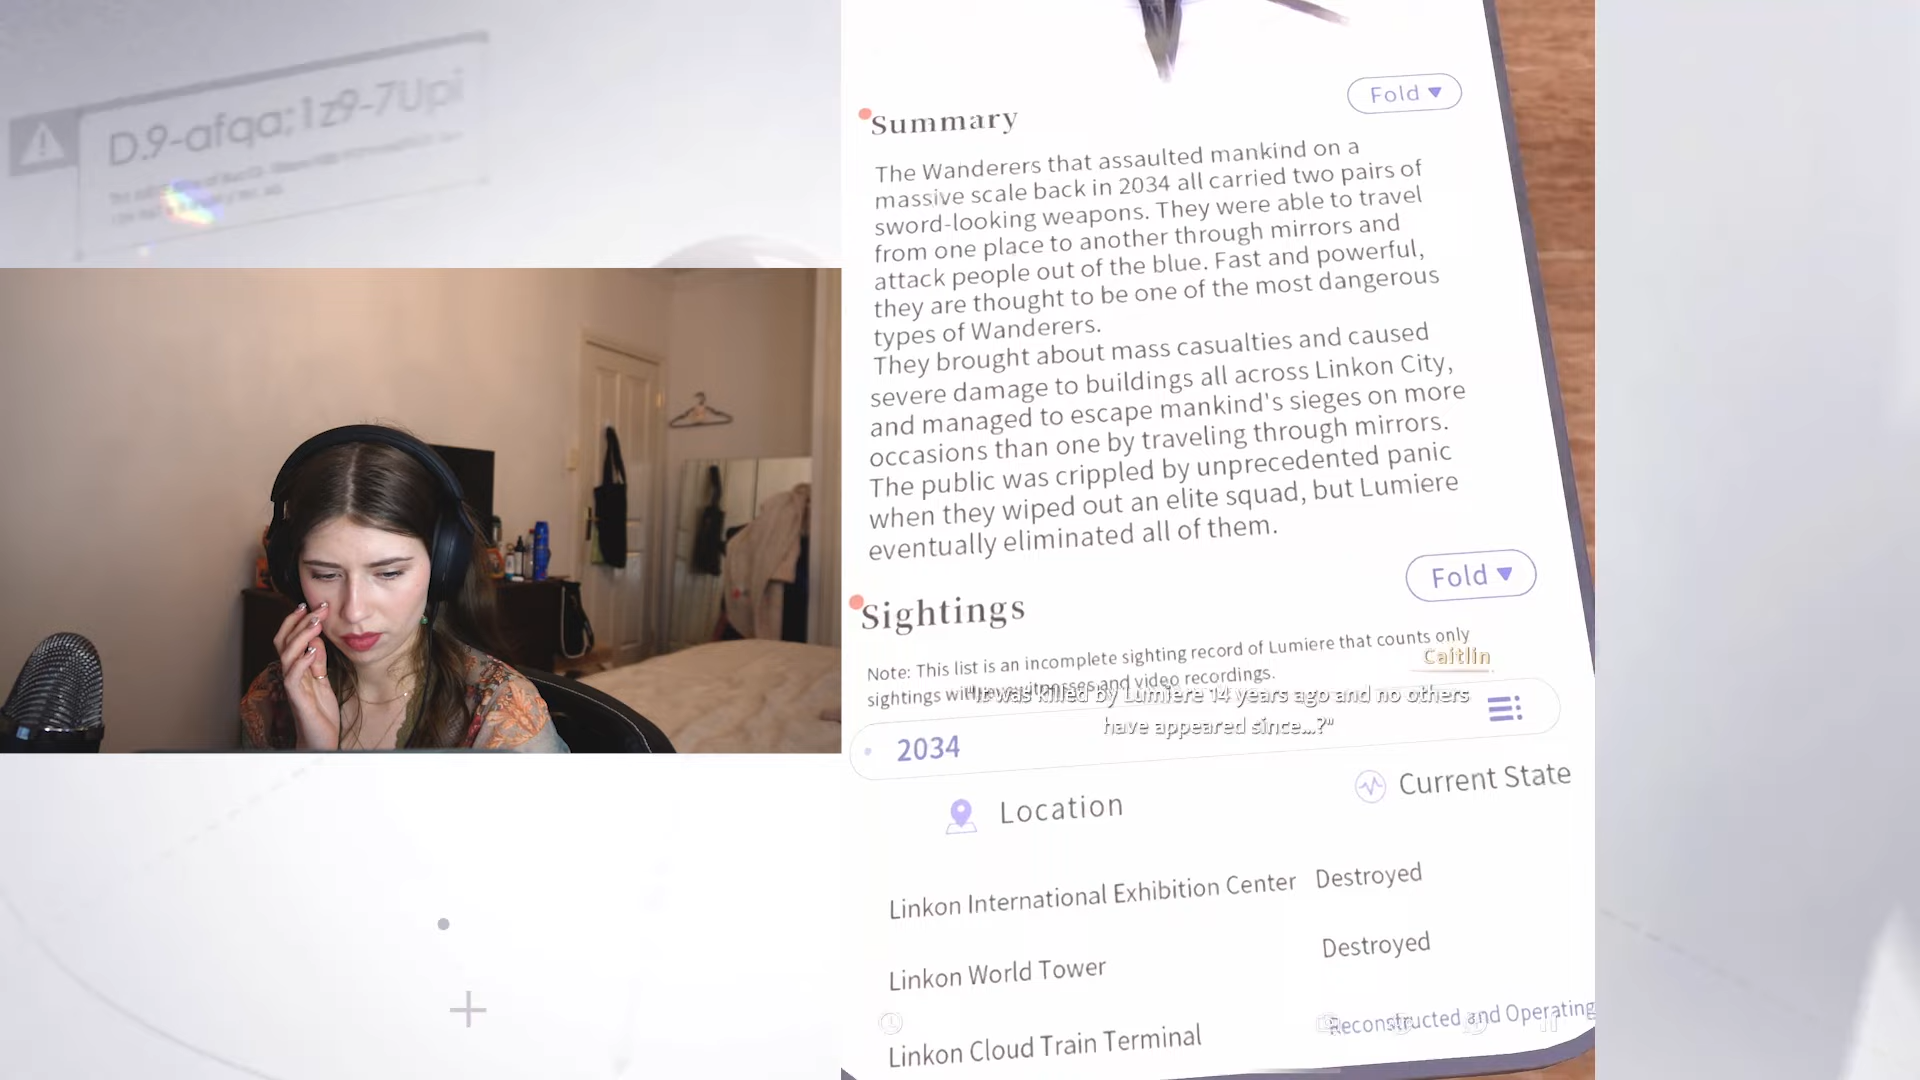 D.9-afqa;1z9-7Upi
Fold
Summary
The Wanderers that assaulted mankind on a
massive scale back in 2034 all carried two pairs of
sword-looking weapons. They were able to travel
from one place to another through mirrors and
attack people out of the blue. Fast and powerful,
they are thought to be one of the most dangerous
types of Wanderers.
They brought about mass casualties and caused
severe damage to buildings all across Linkon City,
and managed to escape mankind's sieges on more
occasions than one by traveling through mirrors.
The public was crippled by unprecedented panic
when they wiped out an elite squad, but Lumiere
eventually eliminated all of them.
Fold
Sightings
Note: This list is an incomplete sighting record of Lumiere that counts only
sightings with eyewitnesses and video recordings.
Caitlin
"It was killed by Lumiere 14 years ago and no others
have appeared since...?"
2034
Location
Current State
Linkon International Exhibition Center Destroyed
Linkon World Tower Destroyed
Linkon Cloud Train Terminal Reconstructed and Operating